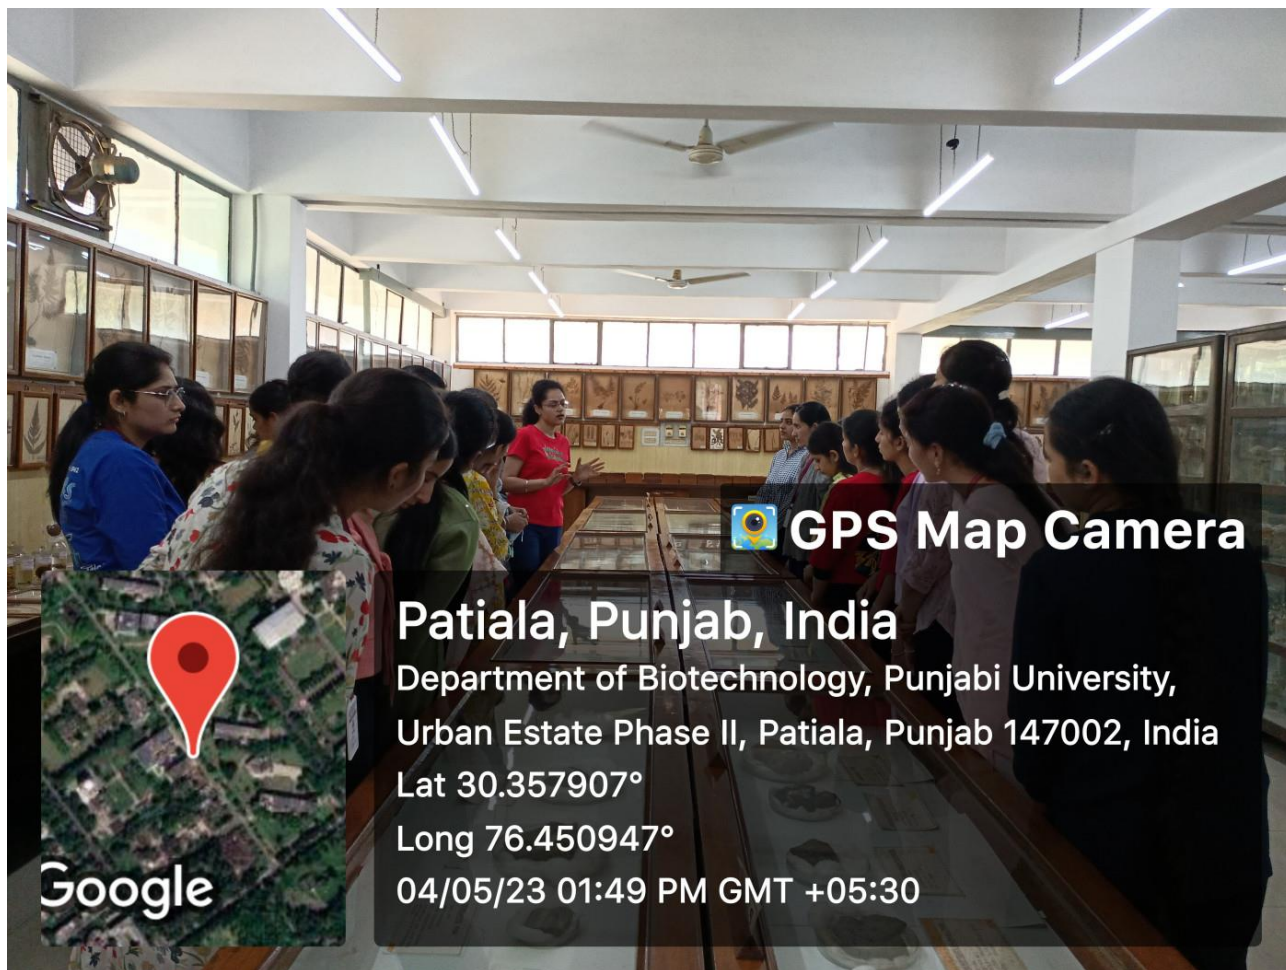 GPS Map Camera
Patiala, Punjab, India
Department of Biotechnology, Punjabi University,
Urban Estate Phase II, Patiala, Punjab 147002, India
Lat 30.357907°
Long 76.450947°
04/05/23 01:49 PM GMT +05:30
Google